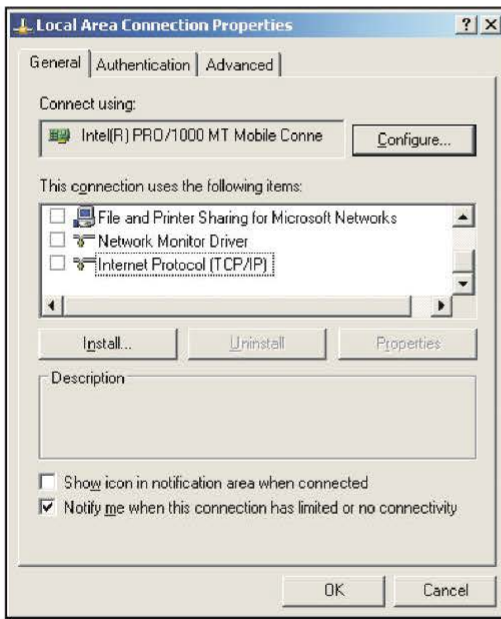 Local Area Connection Properties
General Authentication Advanced
Connect using:
Intel(R) PRO/1000 MT Mobile Conne
Configure...
This connection uses the following items:
File and Printer Sharing for Microsoft Networks
Network Monitor Driver
Internet Protocol (TCP/IP)
Install... Uninstall Properties
Description
Show icon in notification area when connected
Notify me when this connection has limited or no connectivity
OK Cancel